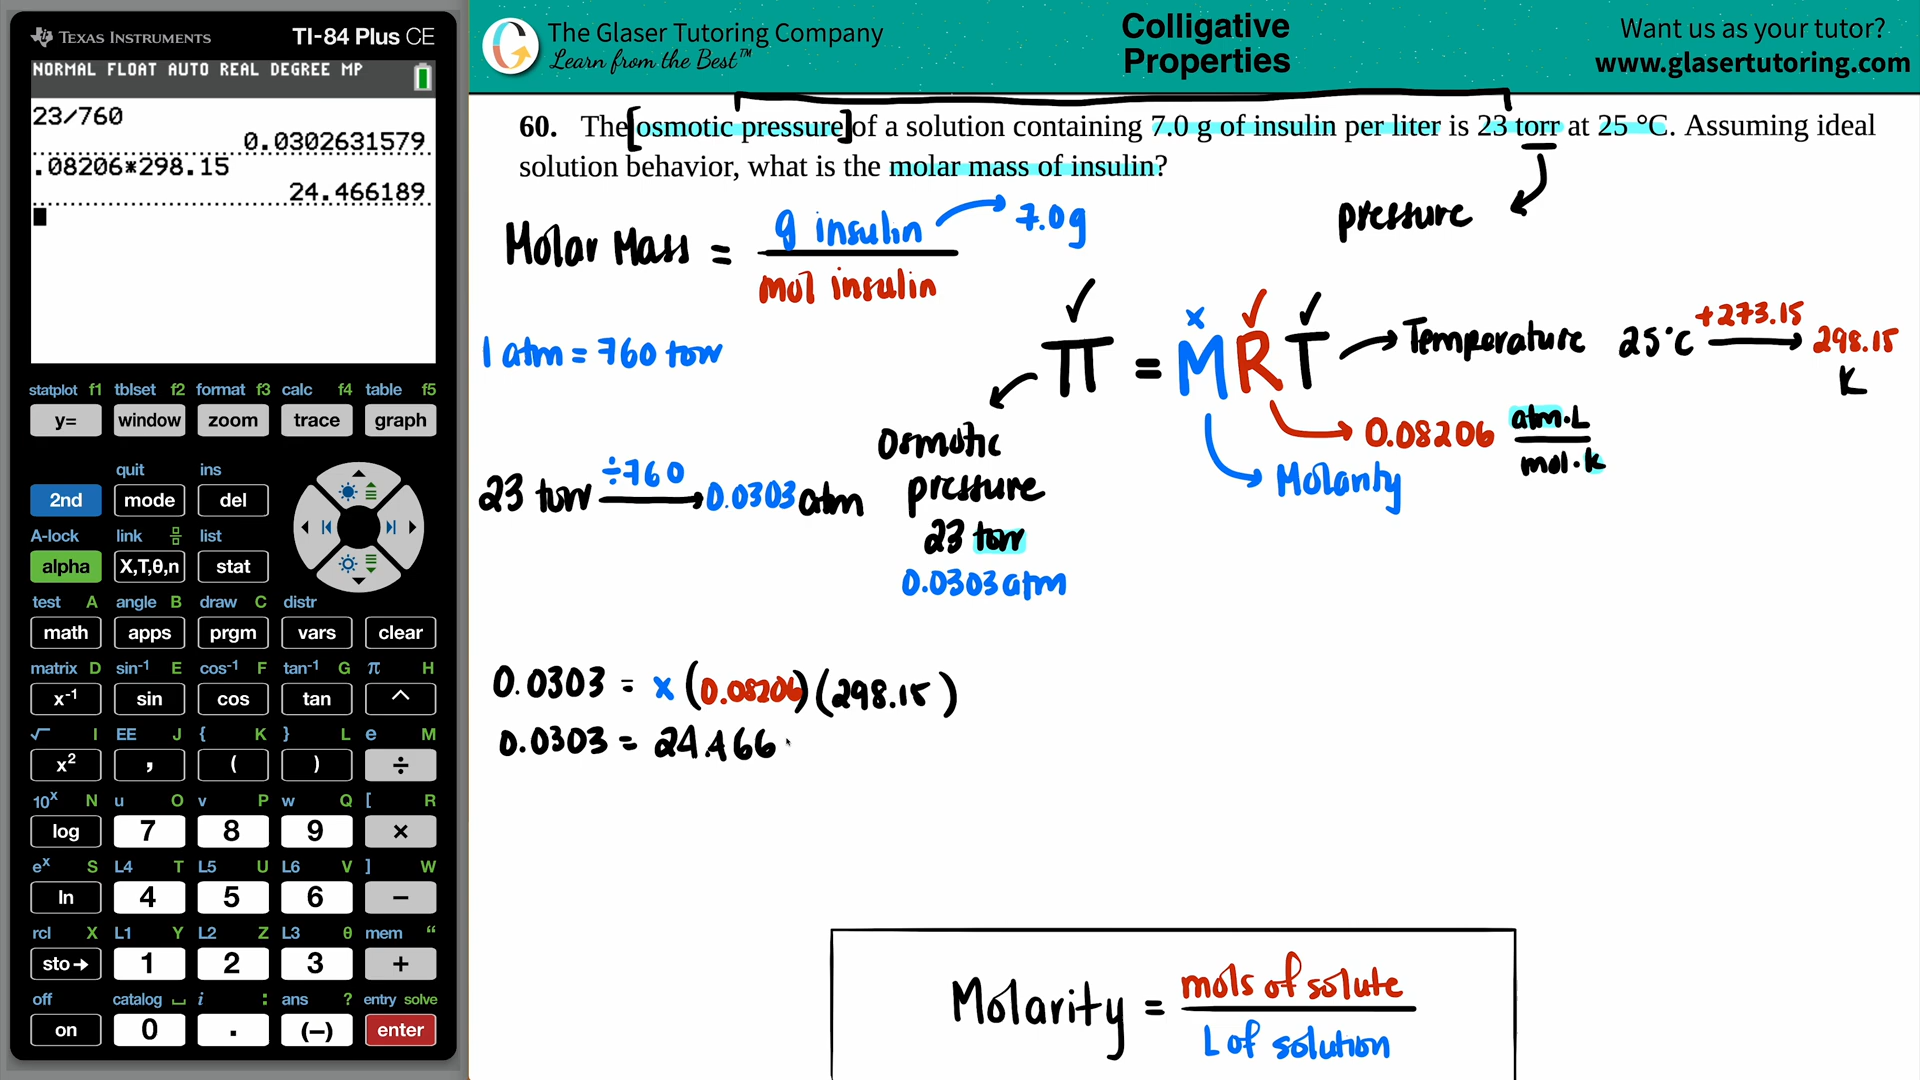 TEXAS INSTRUMENTS TI-84 Plus CE
NORMAL FLOAT AUTO REAL DEGREE MP
23/760
0.0302631579
.08206*298.15
24.466189
statplot f1 tblset f2 format f3 calc f4 table f5
y= window zoom trace graph
quit ins
2nd mode del
A-lock link list
alpha X,T,θ,n stat
test A angle B draw C distr
math apps prgm vars clear
matrix D sin⁻¹ E cos⁻¹ F tan⁻¹ G π H
x⁻¹ sin cos tan ^
√ I EE J { K } L e M
x² , ( ) ÷
10ˣ N u O v P w Q [ R
log 7 8 9 ×
eˣ S L4 T L5 U L6 V ] W
ln 4 5 6 −
rcl X L1 Y L2 Z L3 θ mem “
sto→ 1 2 3 +
off catalog i : ans ? entry solve
on 0 . (−) enter
The Glaser Tutoring Company
Learn from the Best™
Colligative
Properties
Want us as your tutor?
www.glasertutoring.com
60. The [osmotic pressure] of a solution containing 7.0 g of insulin per liter is 23 torr at 25 °C. Assuming ideal
solution behavior, what is the molar mass of insulin?
pressure
Molar Mass = g insulin / mol insulin
7.0g
1 atm = 760 torr
x
π = MRT
Temperature 25°C +273.15 298.15
K
0.08206 atm·L / mol·K
Molarity
Osmotic
pressure
23 torr
0.0303 atm
23 torr ÷760 0.0303 atm
0.0303 = x (0.08206)(298.15)
0.0303 = 24.466
Molarity = mols of solute / L of solution